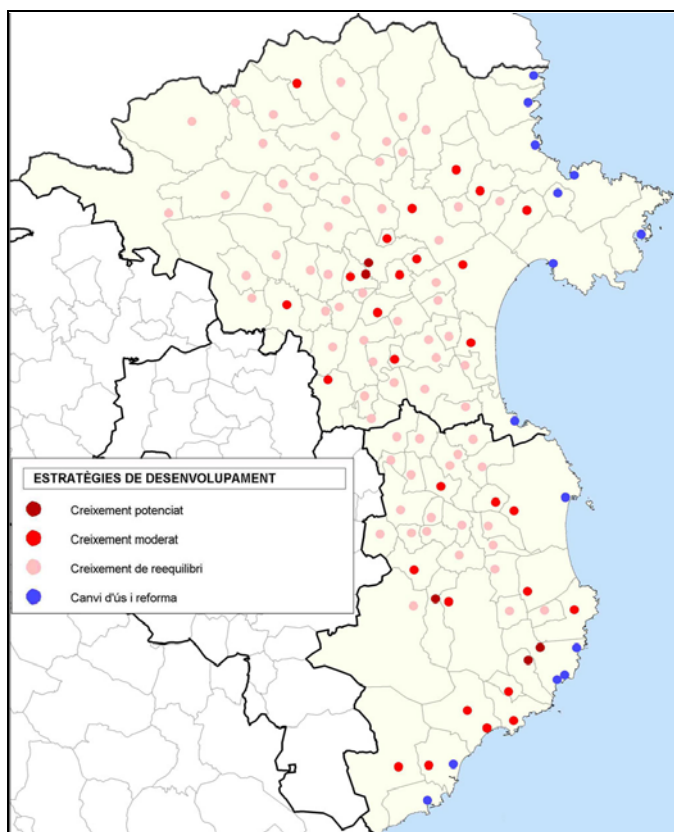 ESTRATÈGIES DE DESENVOLUPAMENT
Creixement potenciat
Creixement moderat
Creixement de reequilibri
Canvi d'ús i reforma